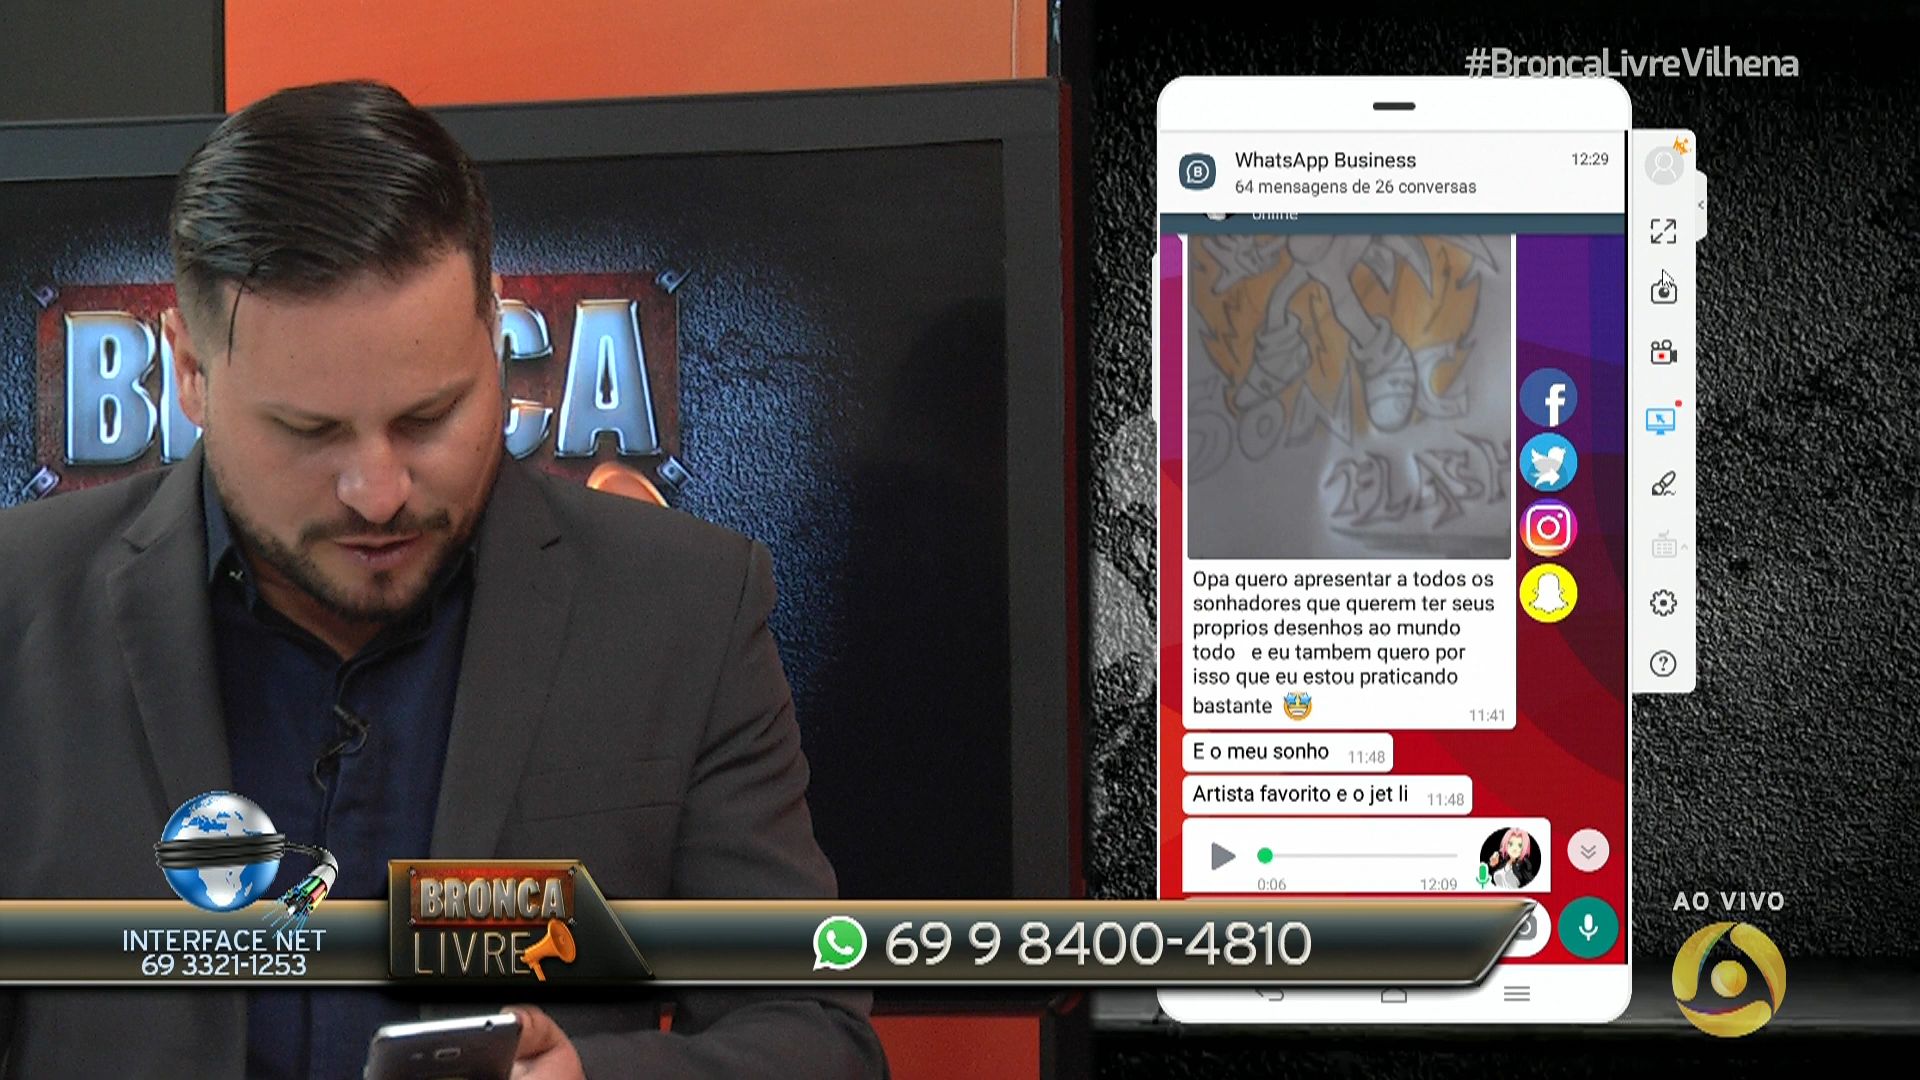 #BroncaLivreVilhena
WhatsApp Business
12:29
64 mensagens de 26 conversas
online
SONIC
FLASH
Opa quero apresentar a todos os
sonhadores que querem ter seus
proprios desenhos ao mundo
todo e eu tambem quero por
isso que eu estou praticando
bastante
11:41
E o meu sonho 11:48
Artista favorito e o jet li 11:48
0:06 12:09
INTERFACE NET
69 3321-1253
BRONCA
LIVRE
69 9 8400-4810
AO VIVO